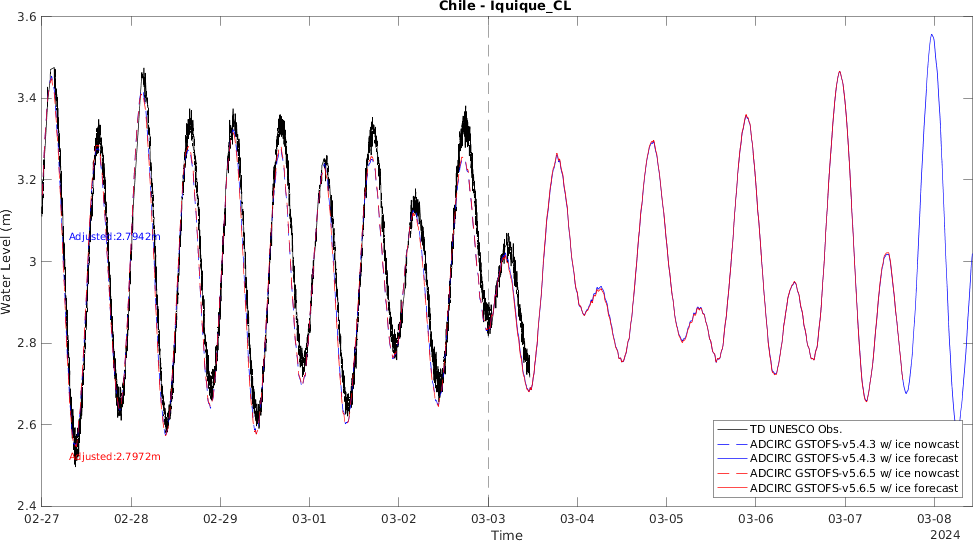 Chile - Iquique_CL
3.6
3.4
3.2
3
2.8
2.6
2.4
Water Level (m)
Adjusted:2.7942m
Adjusted:2.7972m
TD UNESCO Obs.
ADCIRC GSTOFS-v5.4.3 w/ ice nowcast
ADCIRC GSTOFS-v5.4.3 w/ ice forecast
ADCIRC GSTOFS-v5.6.5 w/ ice nowcast
ADCIRC GSTOFS-v5.6.5 w/ ice forecast
02-27 02-28 02-29 03-01 03-02 03-03 03-04 03-05 03-06 03-07 03-08
Time
2024